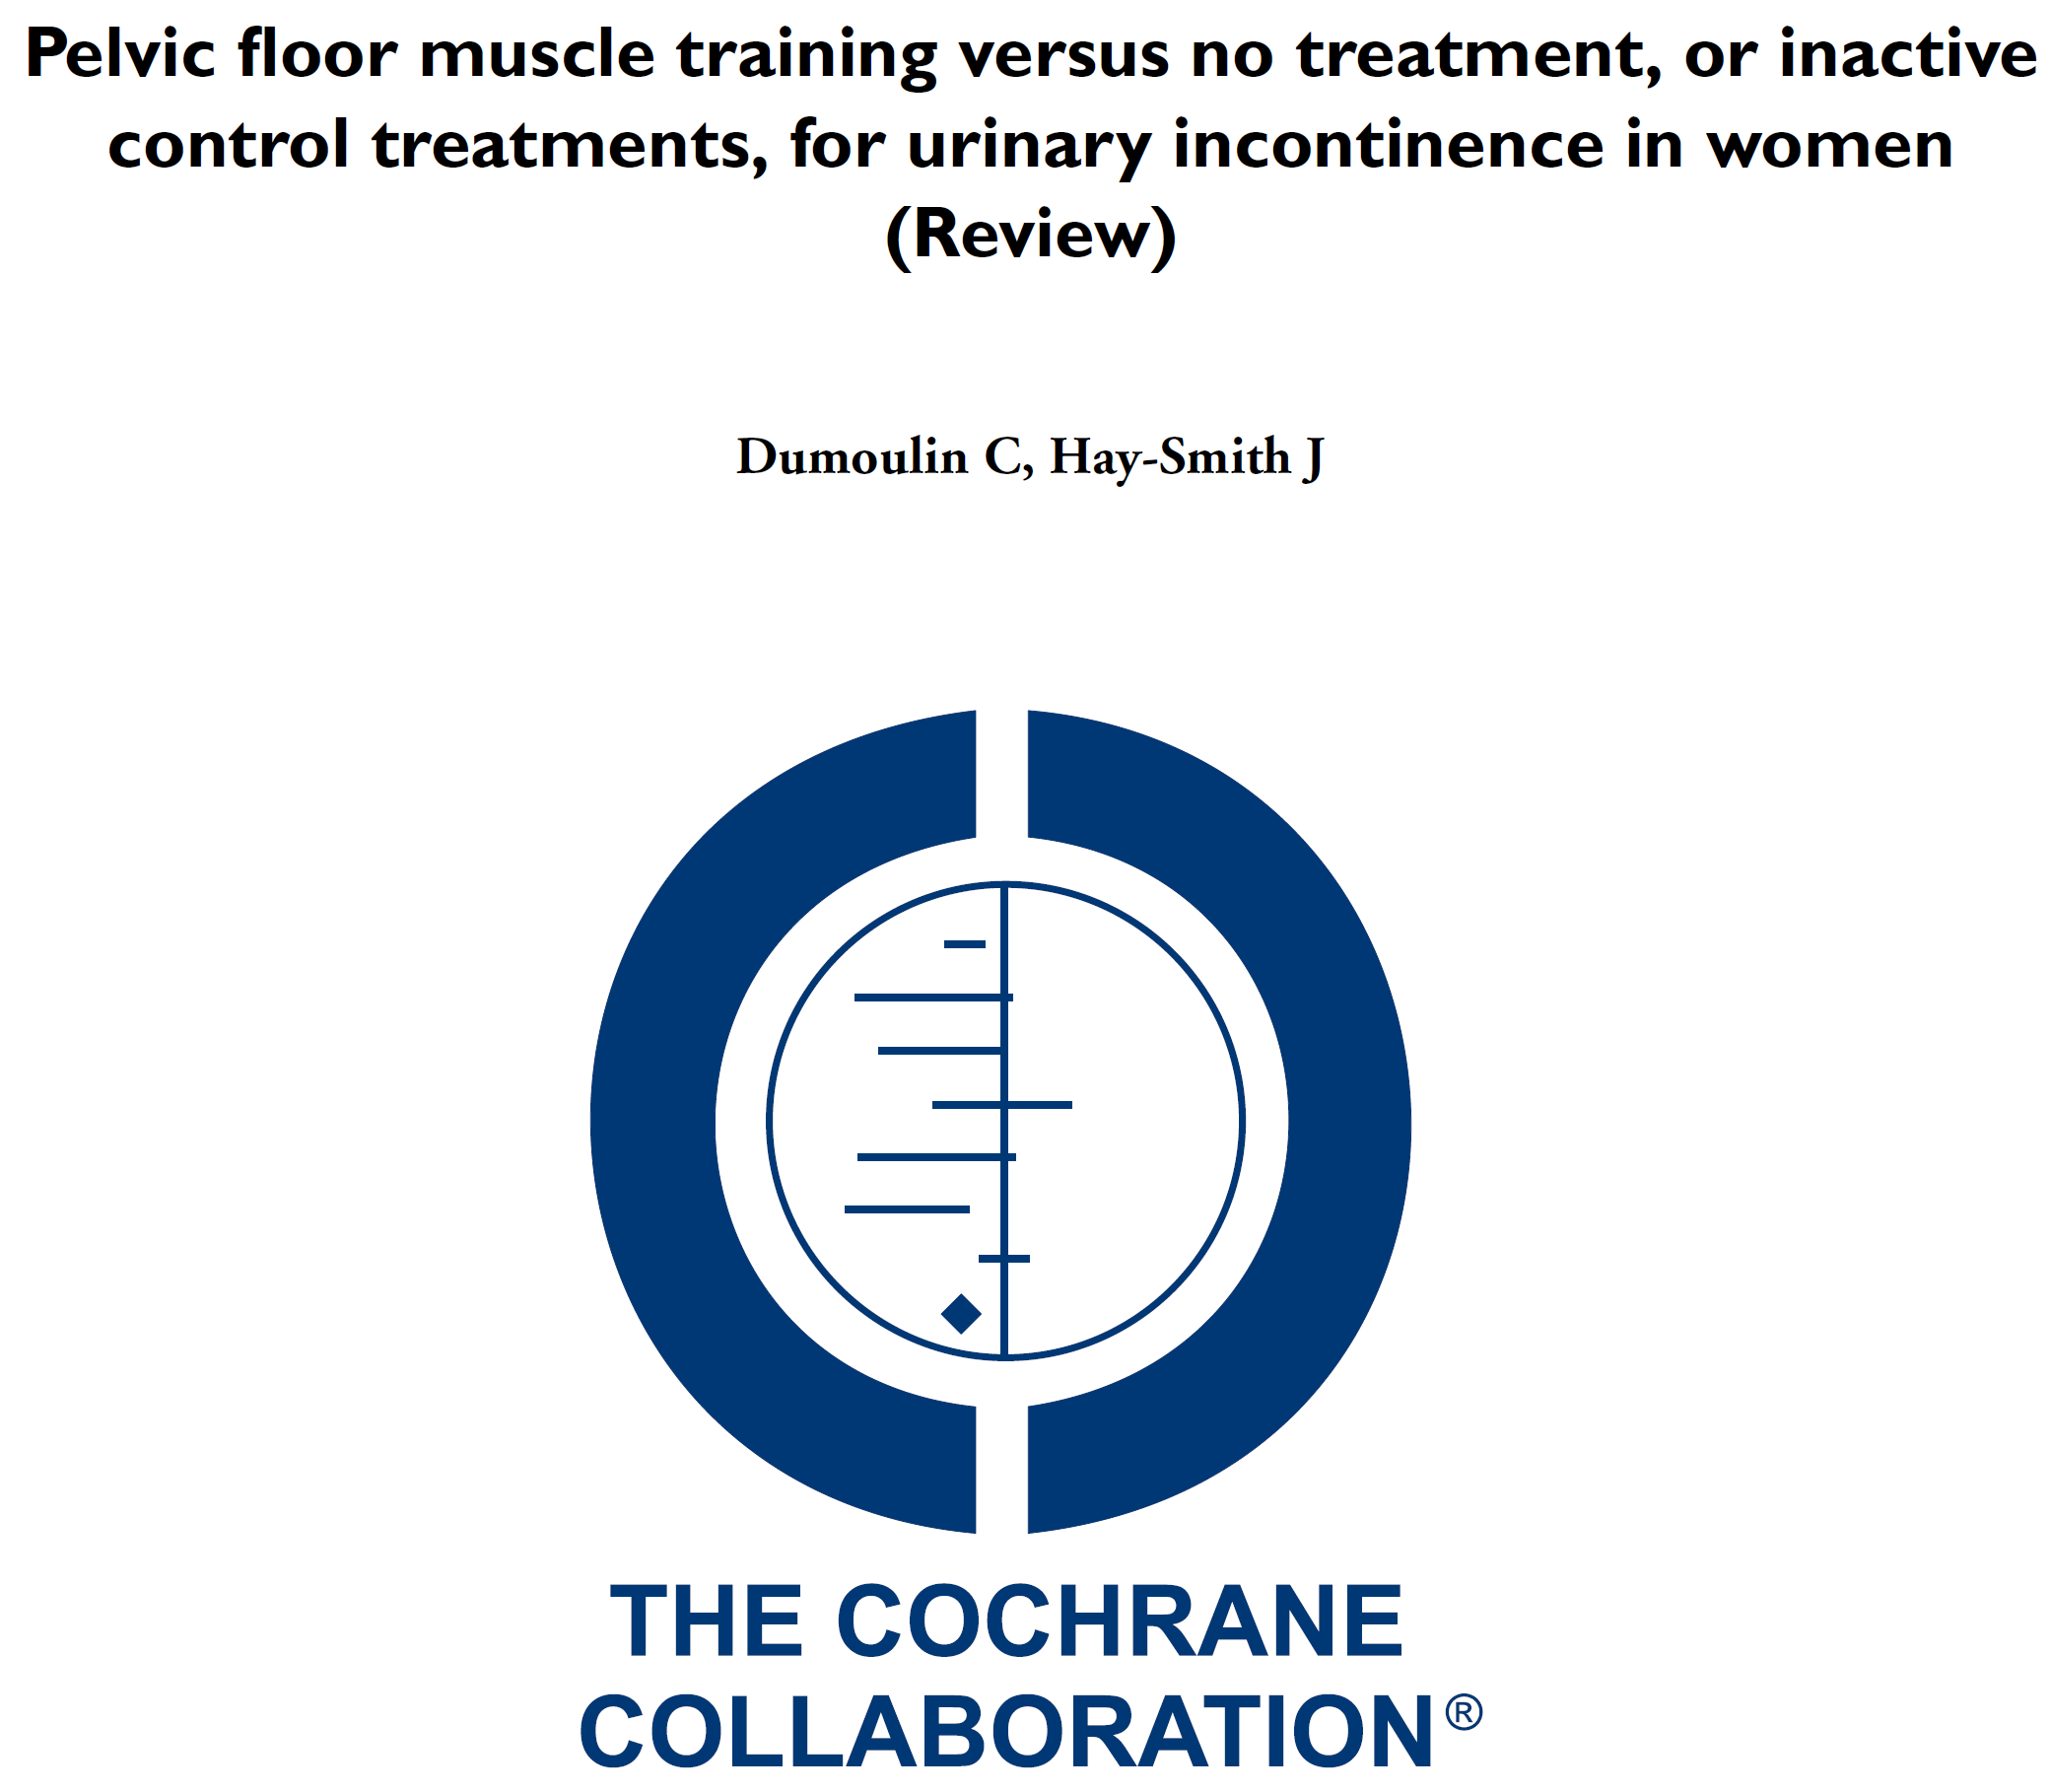 Pelvic floor muscle training versus no treatment, or inactive
control treatments, for urinary incontinence in women
(Review)
Dumoulin C, Hay-Smith J
THE COCHRANE
COLLABORATION®